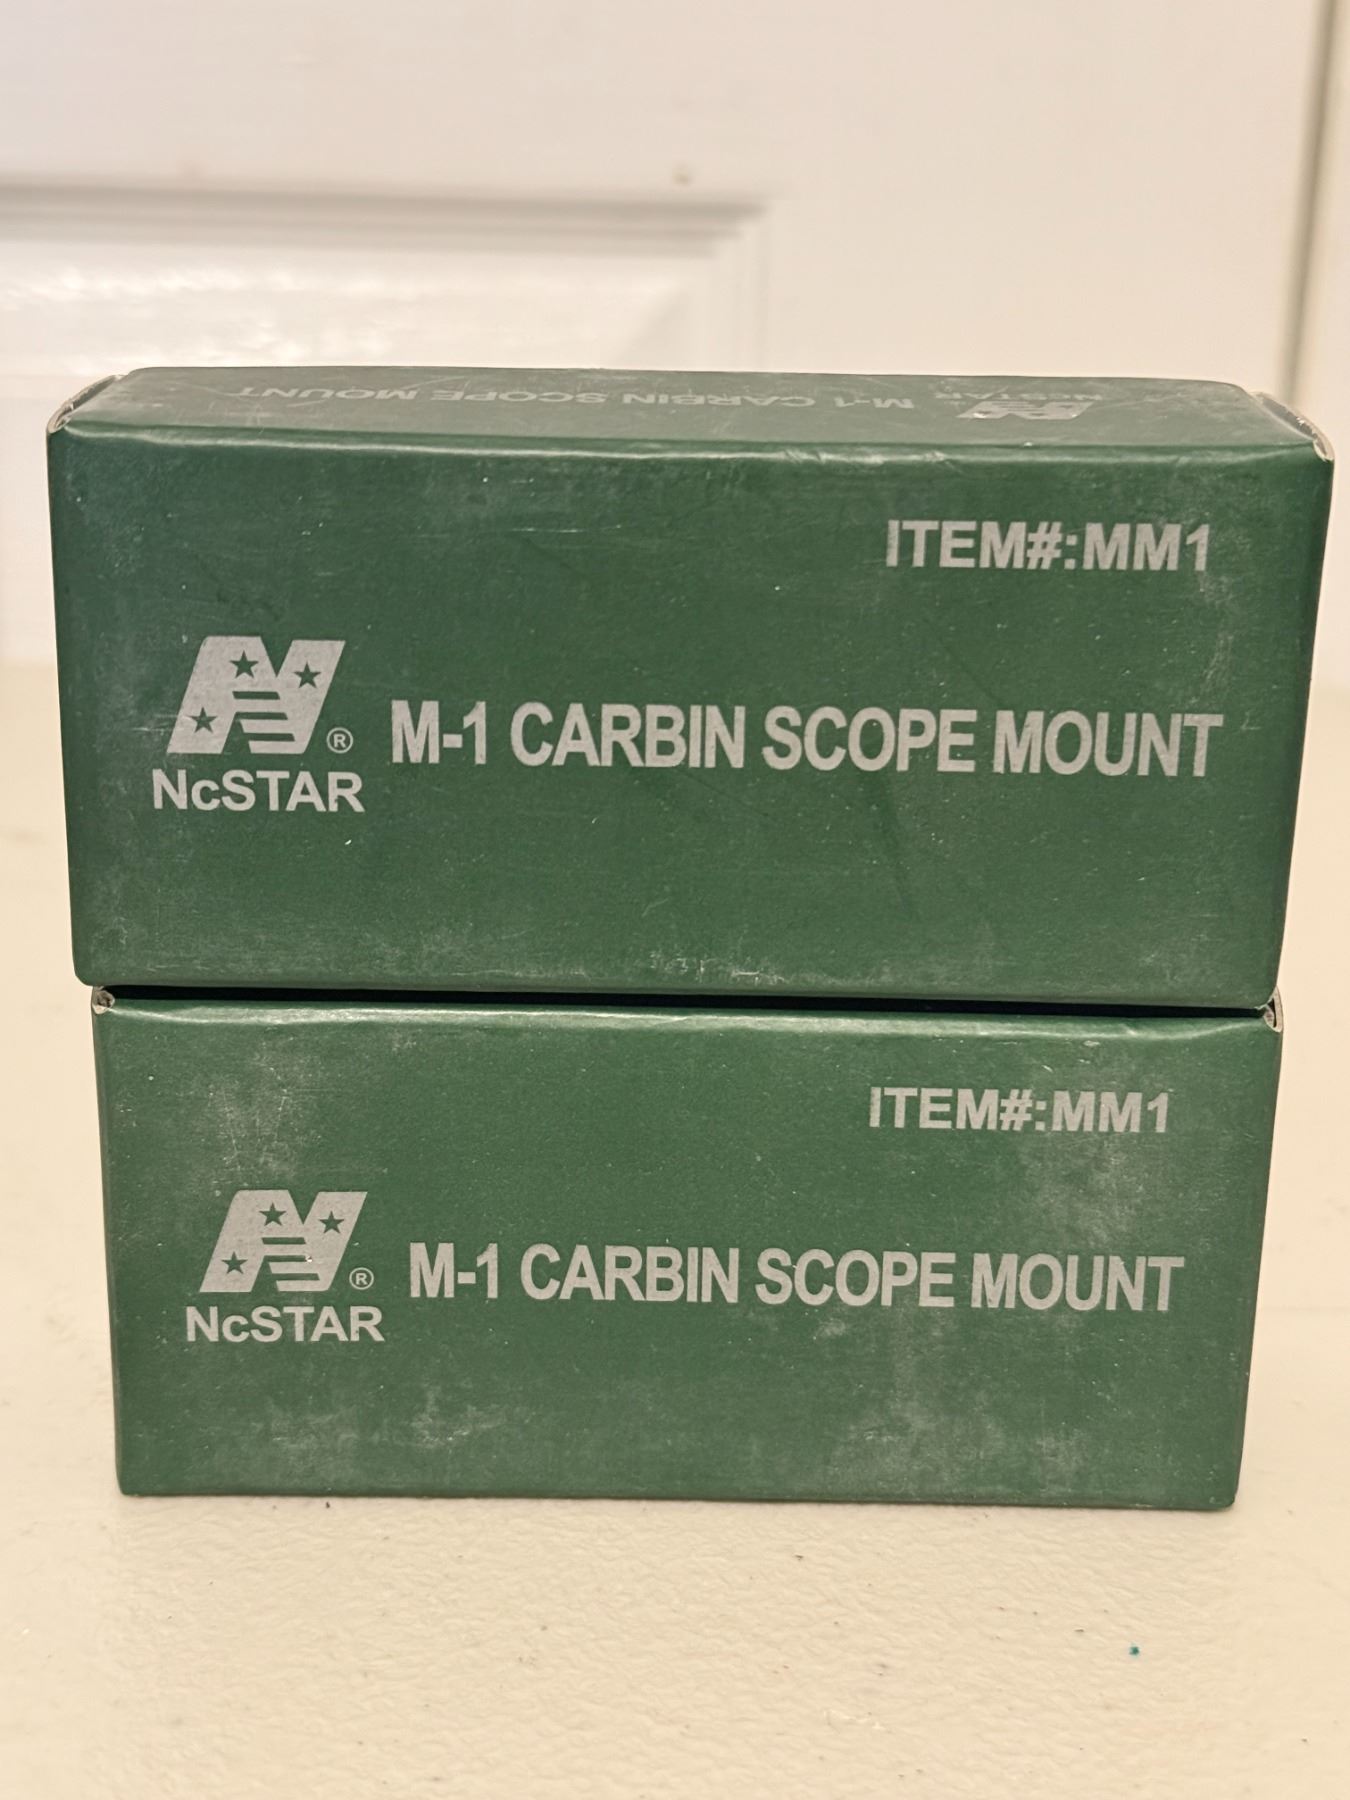 M-1 CARBIN SCOPE MOUNT
NcSTAR
ITEM#:MM1
®
M-1 CARBIN SCOPE MOUNT
NcSTAR
ITEM#:MM1
®
M-1 CARBIN SCOPE MOUNT
NcSTAR